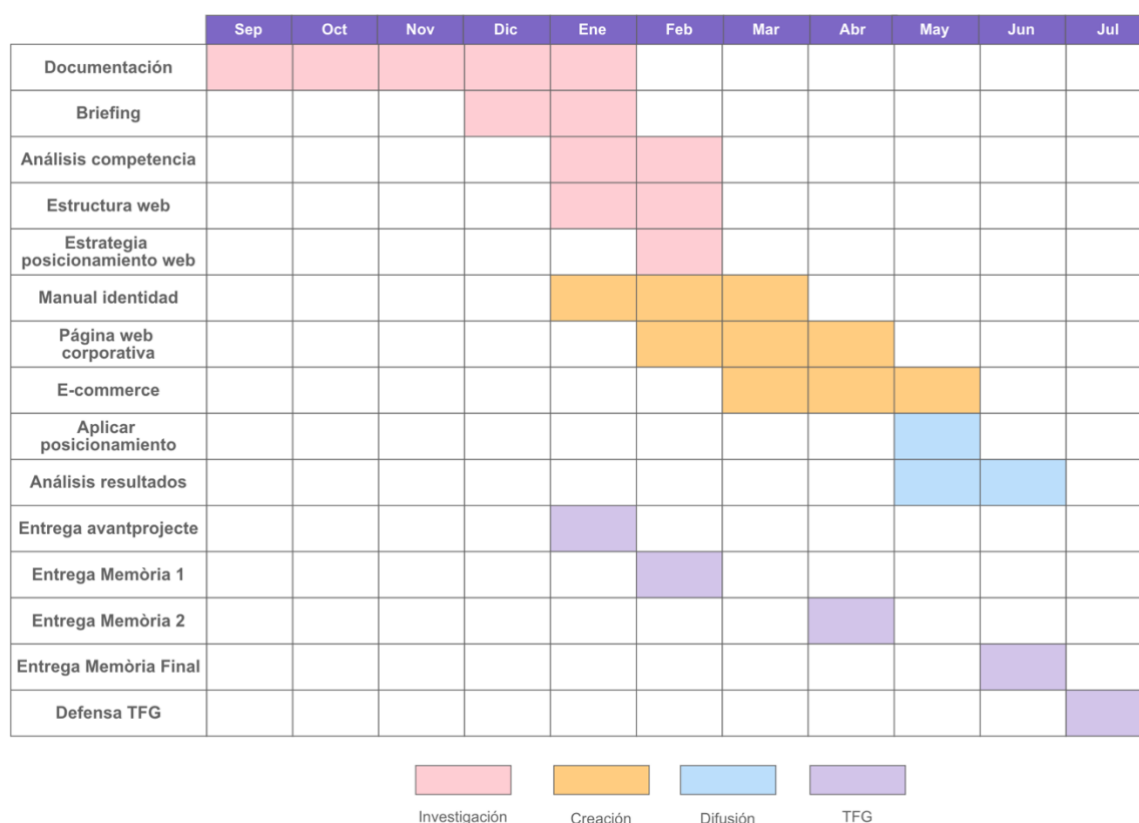 Sep Oct Nov Dic Ene Feb Mar Abr May Jun Jul
Documentación
Briefing
Análisis competencia
Estructura web
Estrategia
posicionamiento web
Manual identidad
Página web
corporativa
E-commerce
Aplicar
posicionamiento
Análisis resultados
Entrega avantprojecte
Entrega Memòria 1
Entrega Memòria 2
Entrega Memòria Final
Defensa TFG
Investigación Creación Difusión TFG